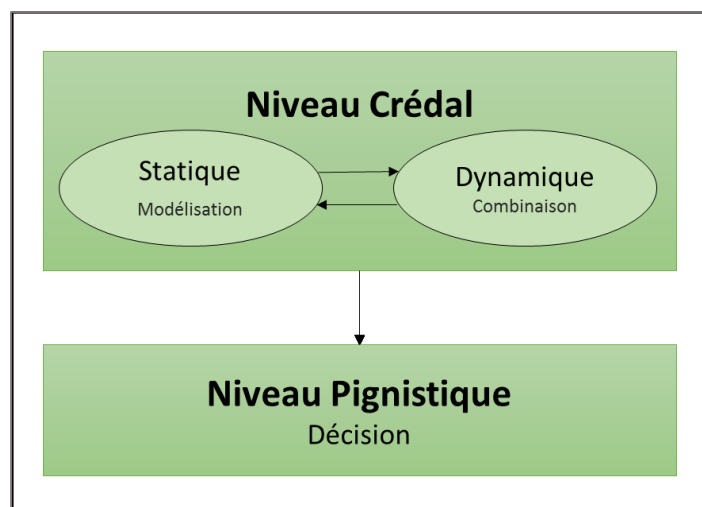 Niveau Crédal
Statique
Modélisation
Dynamique
Combinaison
Niveau Pignistique
Décision